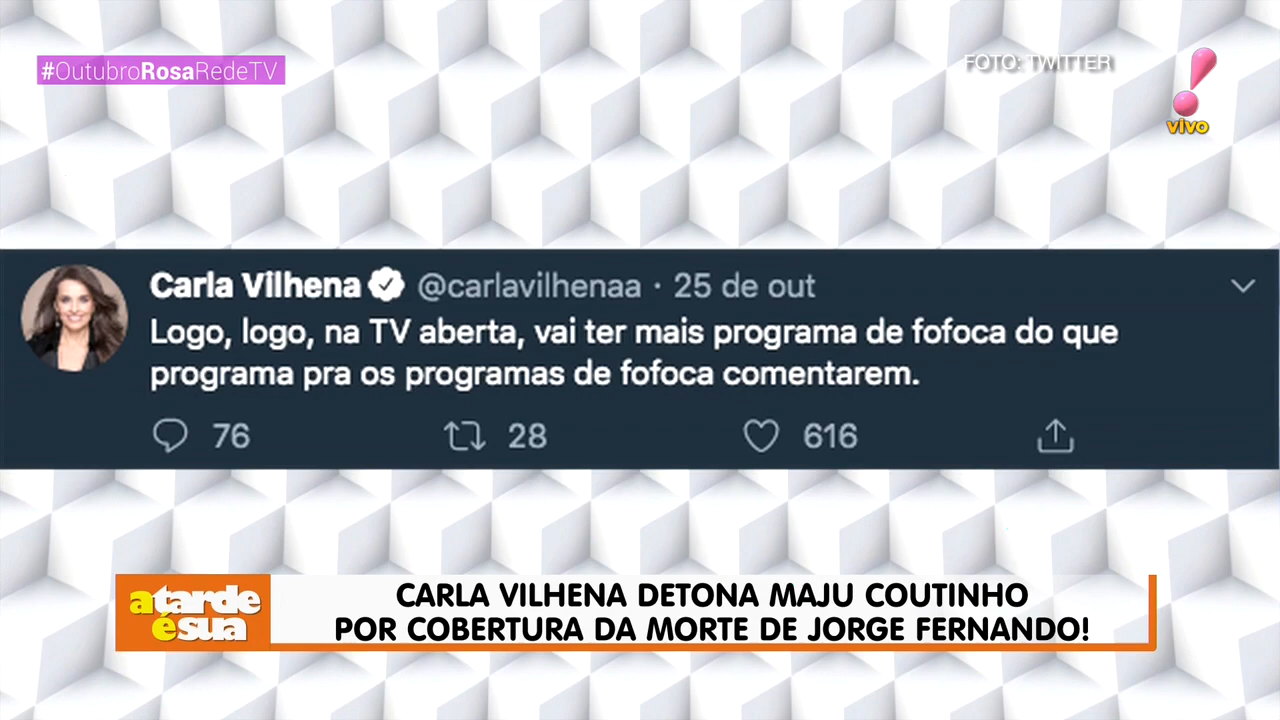 #OutubroRosaRedeTV
FOTO: TWITTER
vivo
Carla Vilhena @carlavilhenaa · 25 de out
Logo, logo, na TV aberta, vai ter mais programa de fofoca do que
programa pra os programas de fofoca comentarem.
76 28 616
a tarde
é sua
CARLA VILHENA DETONA MAJU COUTINHO
POR COBERTURA DA MORTE DE JORGE FERNANDO!